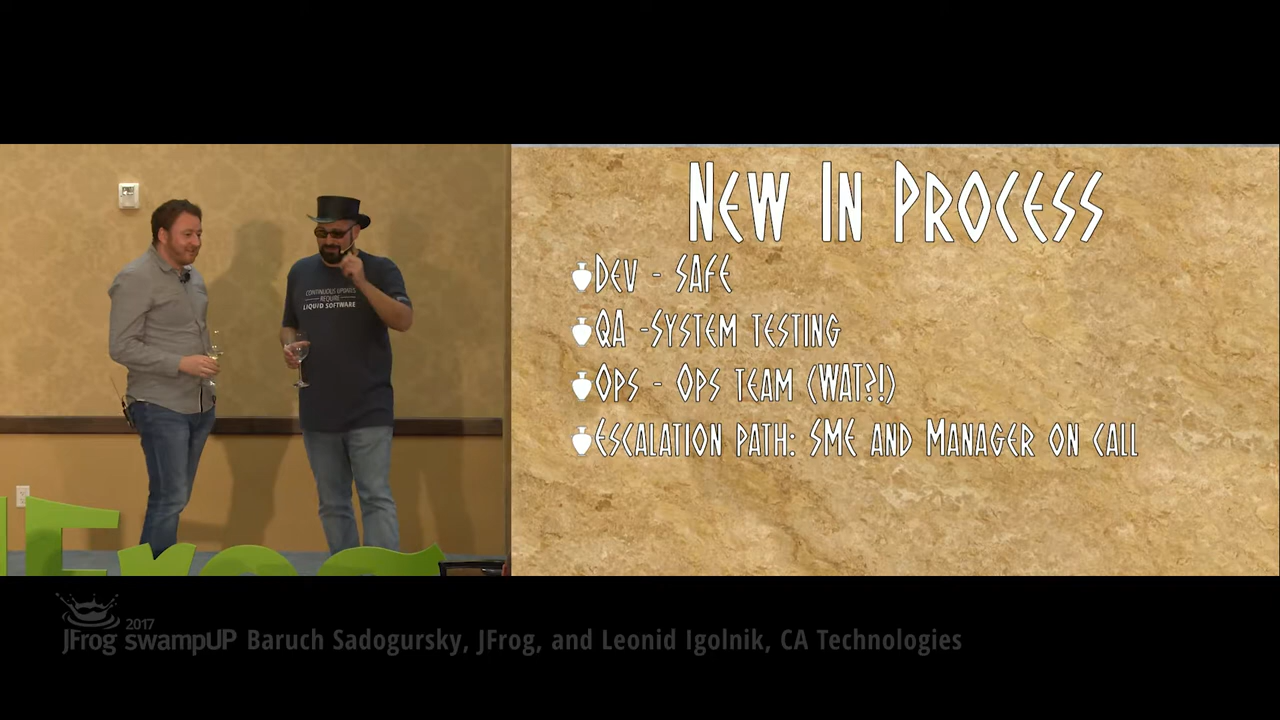 NEW IN PROCESS
DEV - SAFE
QA -SYSTEM TESTING
OPS - OPS TEAM (WAT?!)
ESCALATION PATH: SME AND MANAGER ON CALL
CONTINUOUS UPDATES
REQUIRE
LIQUID SOFTWARE
JFrog
2017
JFrog swampUP Baruch Sadogursky, JFrog, and Leonid Igolnik, CA Technologies